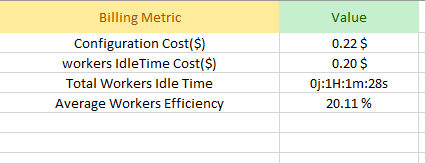 Billing Metric Value
Configuration Cost($) 0.22 $
workers IdleTime Cost($) 0.20 $
Total Workers Idle Time 0j:1H:1m:28s
Average Workers Efficiency 20.11 %